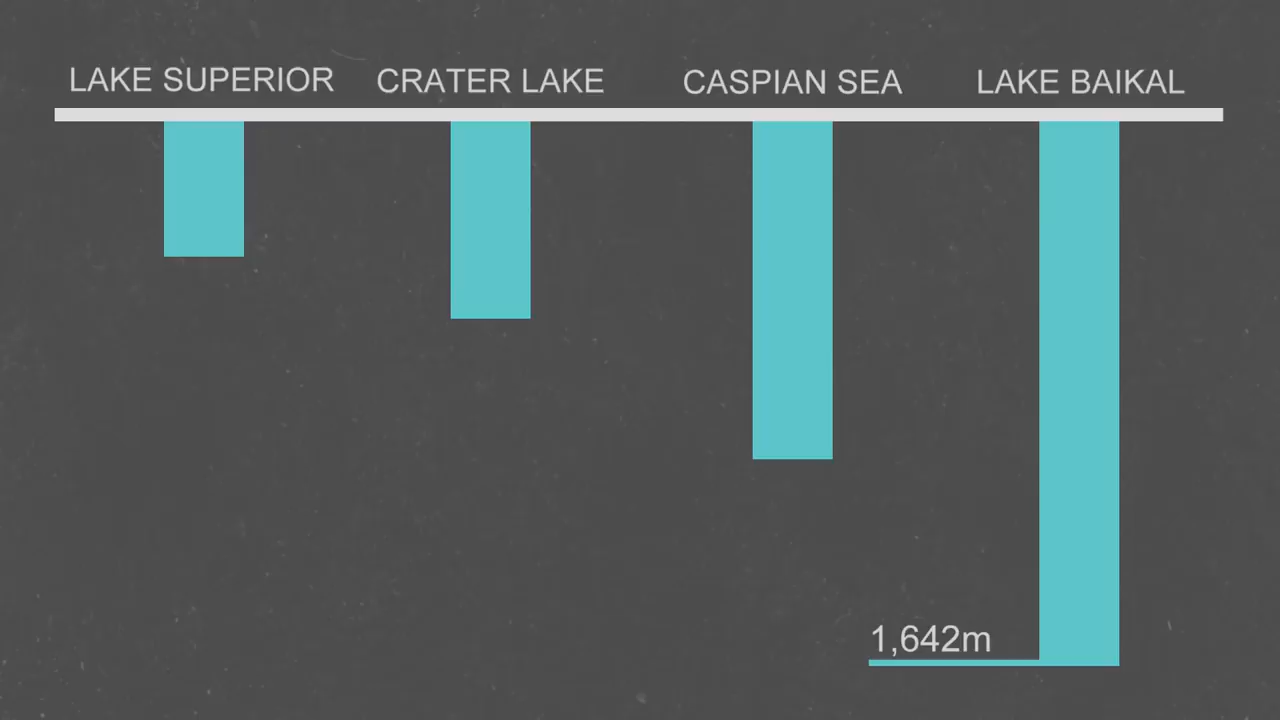 LAKE SUPERIOR
CRATER LAKE
CASPIAN SEA
LAKE BAIKAL
1,642m